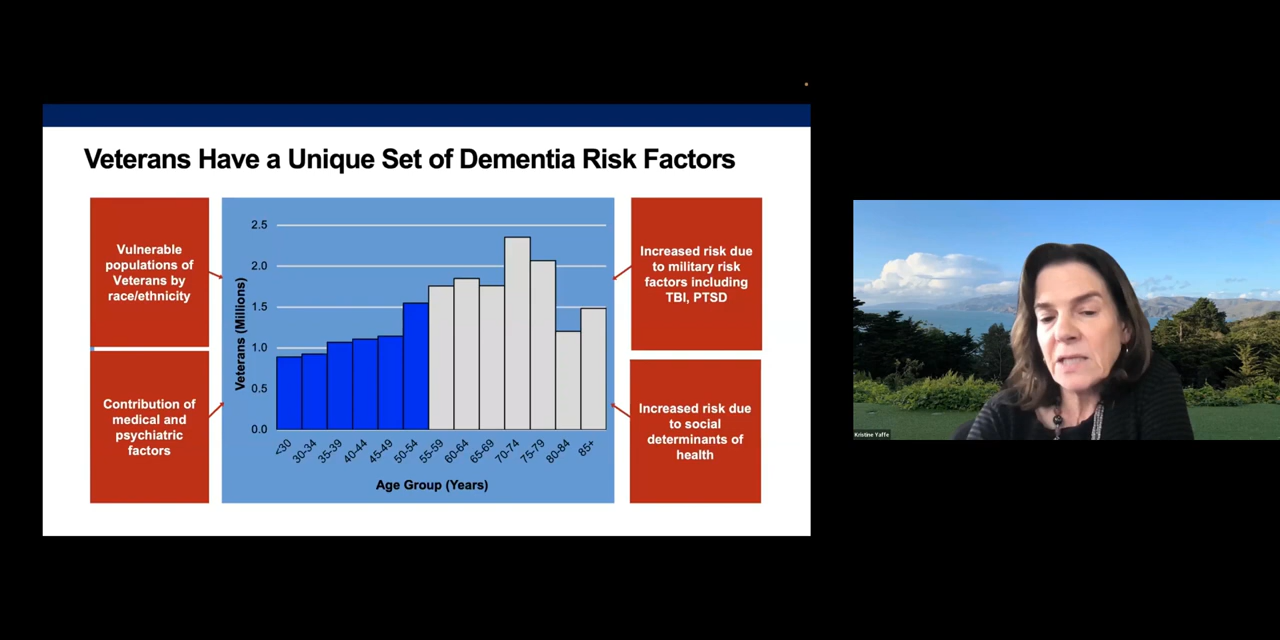 Veterans Have a Unique Set of Dementia Risk Factors
Vulnerable
populations of
Veterans by
race/ethnicity
Contribution of
medical and
psychiatric
factors
Veterans (Millions)
2.5
2.0
1.5
1.0
0.5
0.0
<30
30-34
35-39
40-44
45-49
50-54
55-59
60-64
65-69
70-74
75-79
80-84
85+
Age Group (Years)
Increased risk due
to military risk
factors including
TBI, PTSD
Increased risk due
to social
determinants of
health
Kristine Yaffe